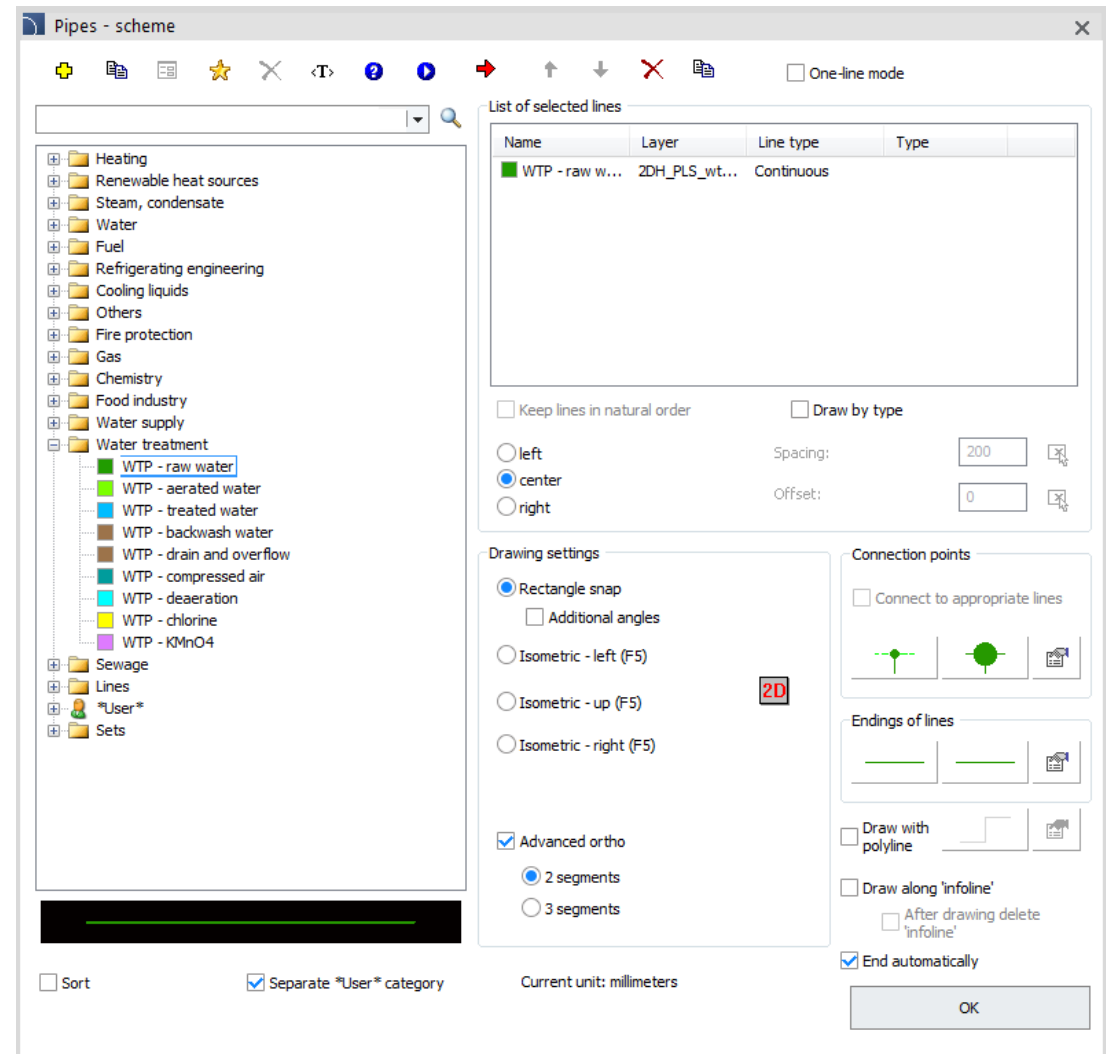 Pipes - scheme
<T>
One-line mode
List of selected lines
Name Layer Line type Type
WTP - raw w... 2DH_PLS_wt... Continuous
Heating
Renewable heat sources
Steam, condensate
Water
Fuel
Refrigerating engineering
Cooling liquids
Others
Fire protection
Gas
Chemistry
Food industry
Water supply
Water treatment
WTP - raw water
WTP - aerated water
WTP - treated water
WTP - backwash water
WTP - drain and overflow
WTP - compressed air
WTP - deaeration
WTP - chlorine
WTP - KMnO4
Sewage
Lines
*User*
Sets
Keep lines in natural order
Draw by type
left
center
right
Spacing: 200
Offset: 0
Drawing settings
Rectangle snap
Additional angles
Isometric - left (F5)
Isometric - up (F5)
Isometric - right (F5)
2D
Advanced ortho
2 segments
3 segments
Connection points
Connect to appropriate lines
Endings of lines
Draw with
polyline
Draw along 'infoline'
After drawing delete
'infoline'
End automatically
Sort
Separate *User* category
Current unit: millimeters
OK